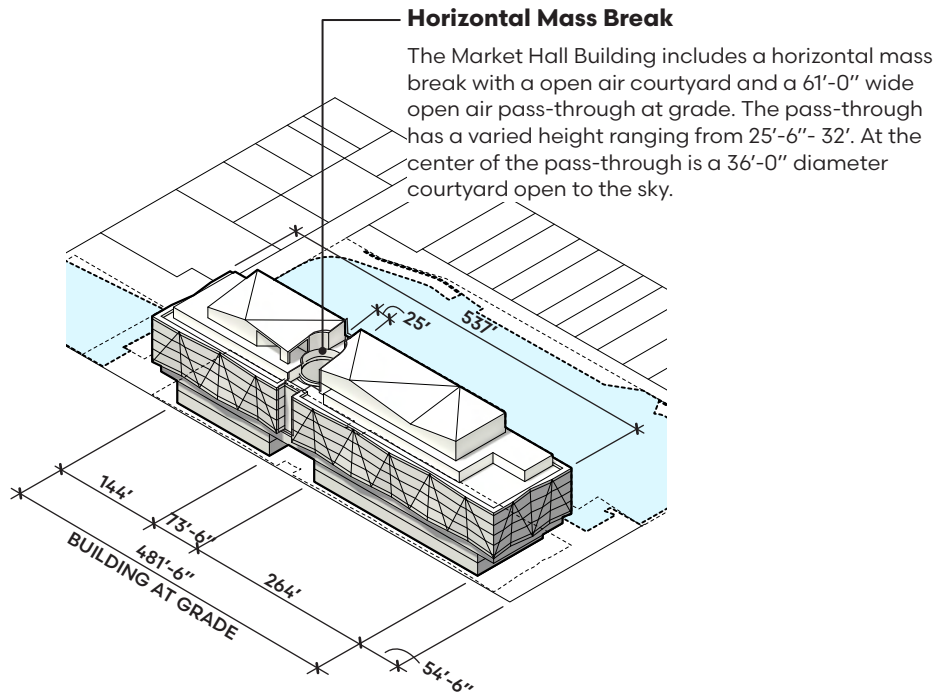 Horizontal Mass Break
The Market Hall Building includes a horizontal mass
break with a open air courtyard and a 61’-0” wide
open air pass-through at grade. The pass-through
has a varied height ranging from 25’-6”- 32’. At the
center of the pass-through is a 36’-0” diameter
courtyard open to the sky.
25’
537’
144’
73’-6”
481’-6”
BUILDING AT GRADE
264’
54’-6”